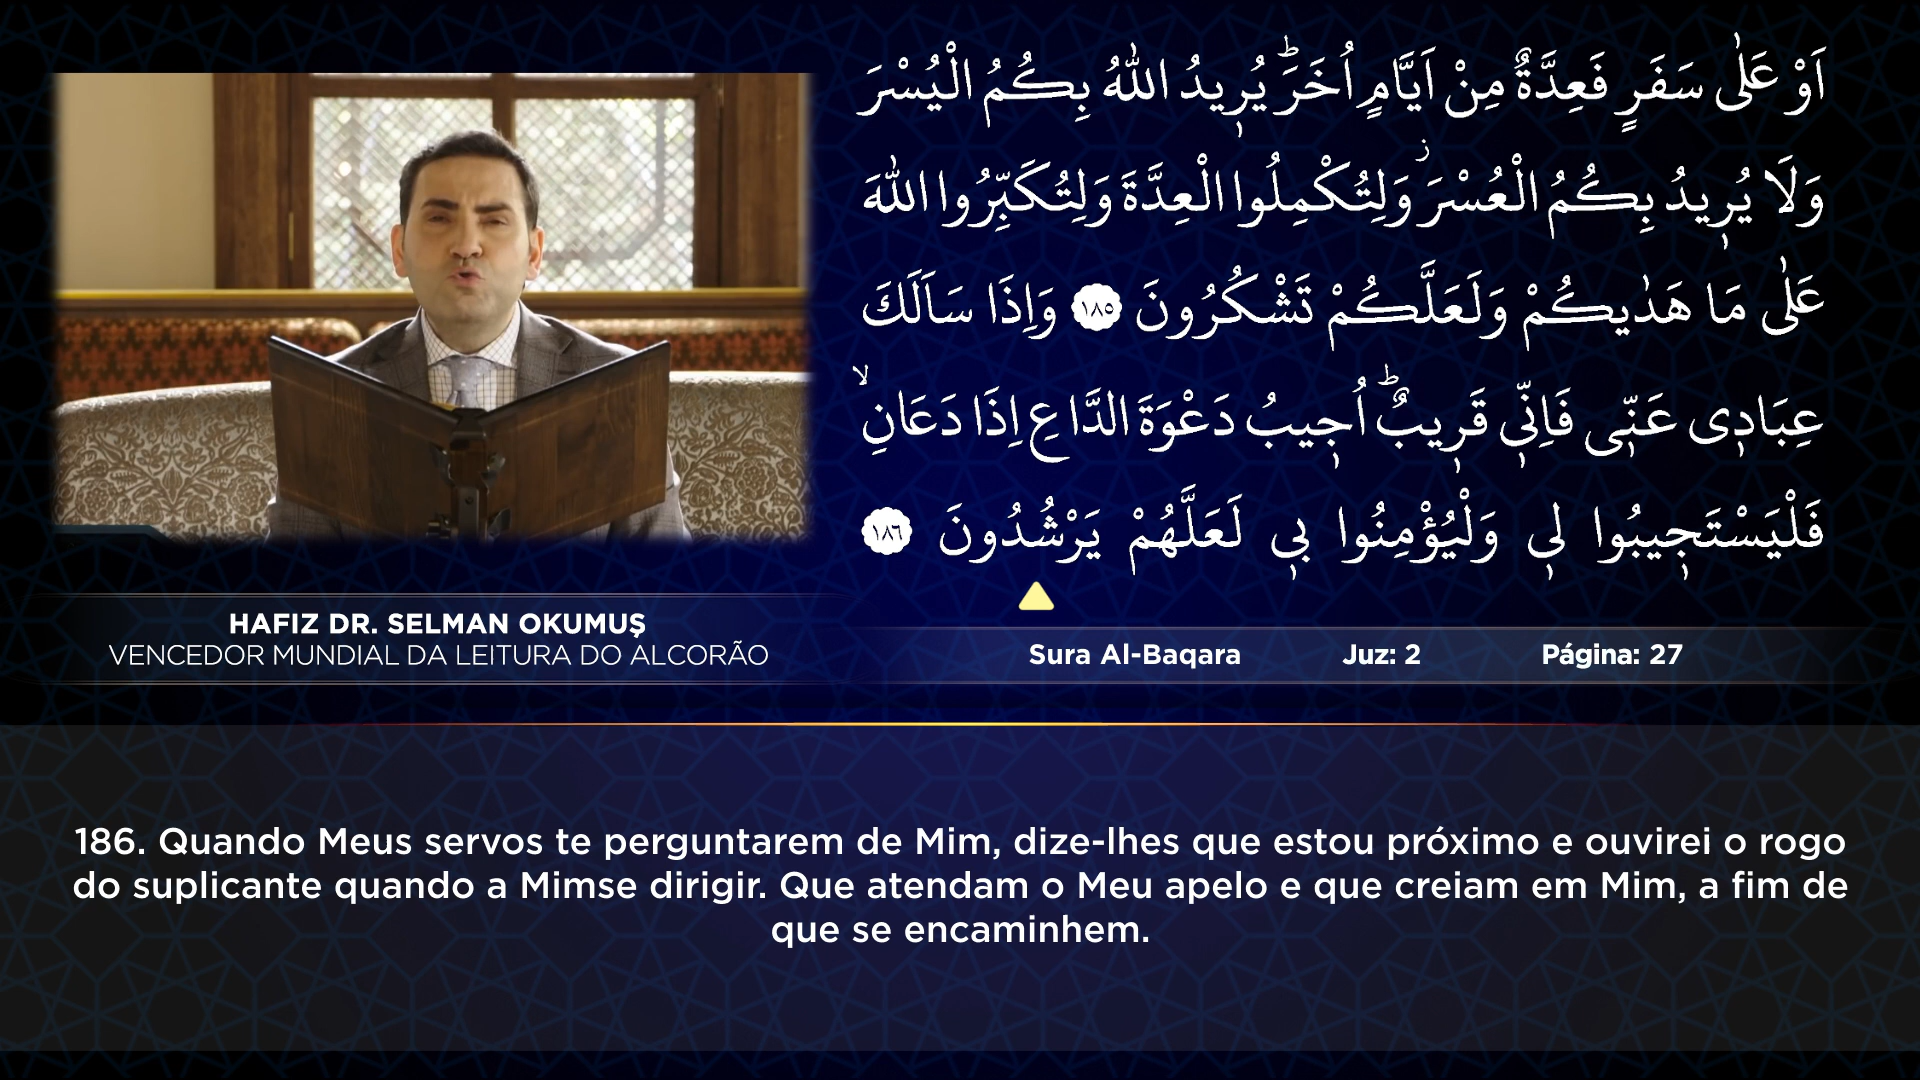 اَوْ عَلٰى سَفَرٍ فَعِدَّةٌ مِنْ اَيَّامٍ اُخَرَۜ يُر۪يدُ اللّٰهُ بِكُمُ الْيُسْرَ
وَلَا يُر۪يدُ بِكُمُ الْعُسْرَۘ وَلِتُكْمِلُوا الْعِدَّةَ وَلِتُكَبِّرُوا اللّٰهَ
عَلٰى مَا هَدٰيكُمْ وَلَعَلَّكُمْ تَشْكُرُونَ ١٨٥ وَاِذَا سَاَلَكَ
عِبَاد۪ى عَنّ۪ى فَاِنّ۪ى قَر۪يبٌۜ اُج۪يبُ دَعْوَةَ الدَّاعِ اِذَا دَعَانِۙ
فَلْيَسْتَج۪يبُوا ل۪ى وَلْيُؤْمِنُوا ب۪ى لَعَلَّهُمْ يَرْشُدُونَ ١٨٦
HAFIZ DR. SELMAN OKUMUŞ
VENCEDOR MUNDIAL DA LEITURA DO ALCORÃO
Sura Al-Baqara Juz: 2 Página: 27
186. Quando Meus servos te perguntarem de Mim, dize-lhes que estou próximo e ouvirei o rogo
do suplicante quando a Mimse dirigir. Que atendam o Meu apelo e que creiam em Mim, a fim de
que se encaminhem.